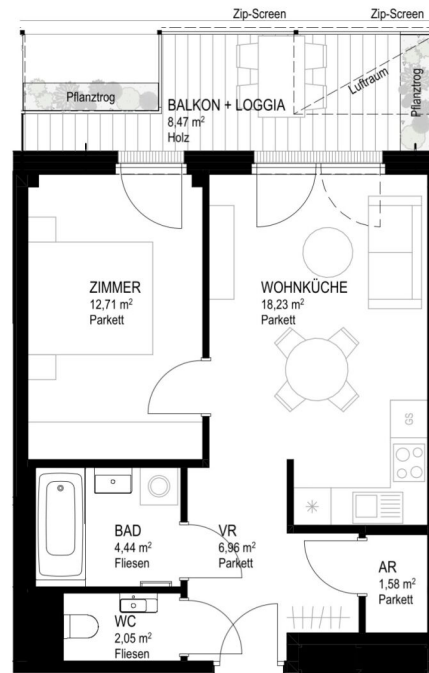 Zip-Screen
Zip-Screen
Pflanztrog
Luftraum
Pflanztrog
BALKON + LOGGIA
8,47 m²
Holz
ZIMMER
12,71 m²
Parkett
WOHNKÜCHE
18,23 m²
Parkett
GS
BAD
4,44 m²
Fliesen
VR
6,96 m²
Parkett
AR
1,58 m²
Parkett
WC
2,05 m²
Fliesen